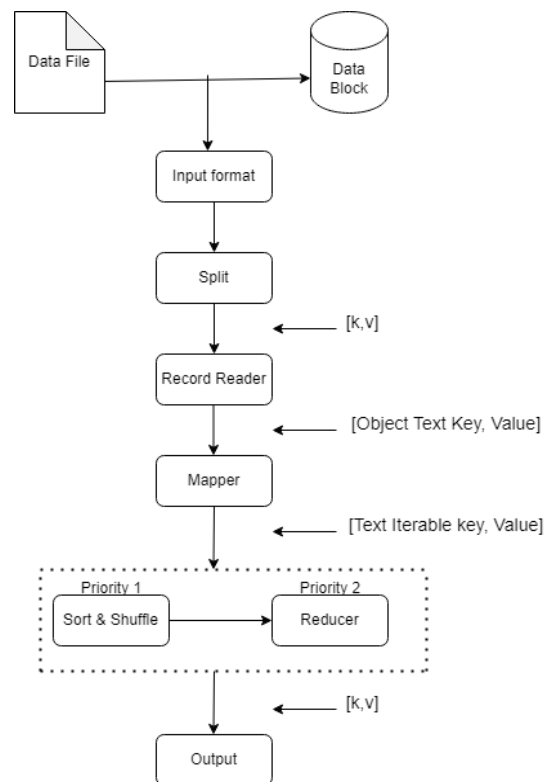 Data File
Data
Block
Input format
Split
[k,v]
Record Reader
[Object Text Key, Value]
Mapper
[Text Iterable key, Value]
Priority 1
Priority 2
Sort & Shuffle
Reducer
[k,v]
Output